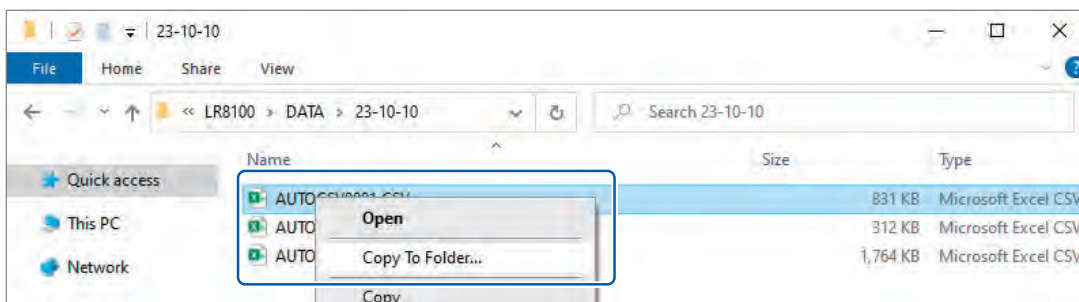 23-10-10
File Home Share View
« LR8100 > DATA > 23-10-10 Search 23-10-10
Name Size Type
Quick access
AUTOCSV0001.CSV 831 KB Microsoft Excel CSV
This PC
Open
AUTO 312 KB Microsoft Excel CSV
AUTO 1,764 KB Microsoft Excel CSV
Copy To Folder...
Network
Copy